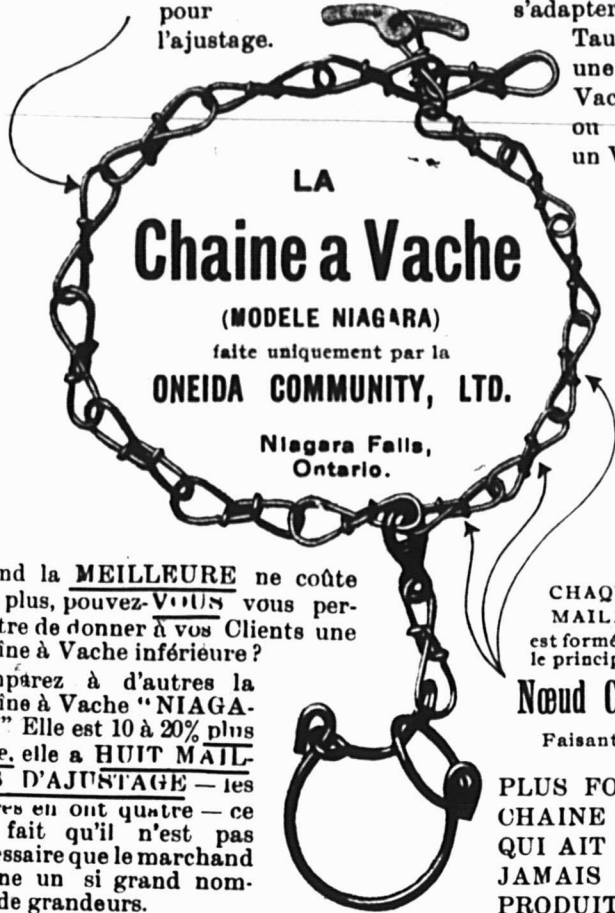 pour
l'ajustage.
s'adapter
Tau
une
Vac
ou
un V
LA
Chaine a Vache
(MODELE NIAGARA)
faite uniquement par la
ONEIDA COMMUNITY, LTD.
Niagara Falls,
Ontario.
nd la MEILLEURE ne coûte
plus, pouvez-VOUS vous per-
tre de donner à vos Clients une
îne à Vache inférieure?
mparez à d'autres la
îne à Vache "NIAGA-
" Elle est 10 à 20% plus
e. elle a HUIT MAIL-
S D'AJUSTAGE — les
res en ont quatre — ce
fait qu'il n'est pas
ssaire que le marchand
ne un si grand nom-
de grandeurs.
CHAQ
MAIL
est formé
le princip
Nœud C
Faisant
PLUS FO
CHAINE
QUI AIT
JAMAIS
PRODUIT